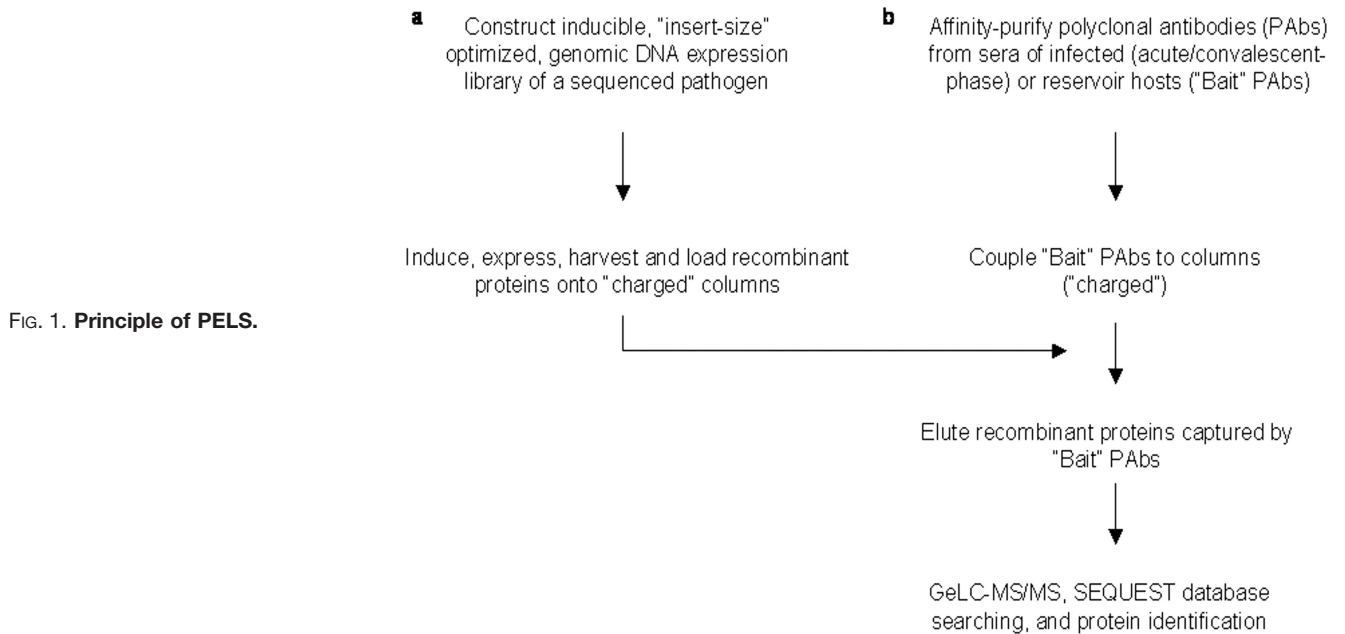 a
Construct inducible, "insert-size"
optimized, genomic DNA expression
library of a sequenced pathogen
Induce, express, harvest and load recombinant
proteins onto "charged" columns
b
Affinity-purify polyclonal antibodies (PAbs)
from sera of infected (acute/convalescent-
phase) or reservoir hosts ("Bait" PAbs)
Couple "Bait" PAbs to columns
("charged")
Elute recombinant proteins captured by
"Bait" PAbs
GeLC-MS/MS, SEQUEST database
searching, and protein identification
FIG. 1. Principle of PELS.